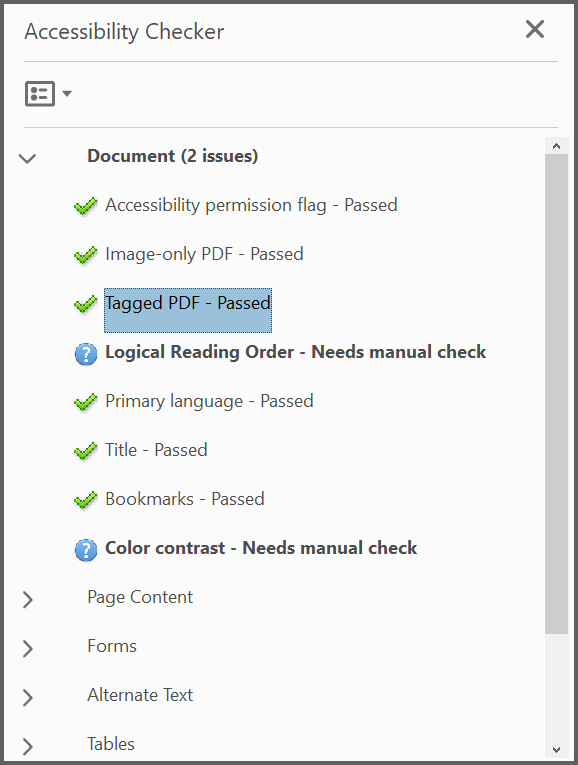 Accessibility Checker
Document (2 issues)
Accessibility permission flag - Passed
Image-only PDF - Passed
Tagged PDF - Passed
Logical Reading Order - Needs manual check
Primary language - Passed
Title - Passed
Bookmarks - Passed
Color contrast - Needs manual check
Page Content
Forms
Alternate Text
Tables